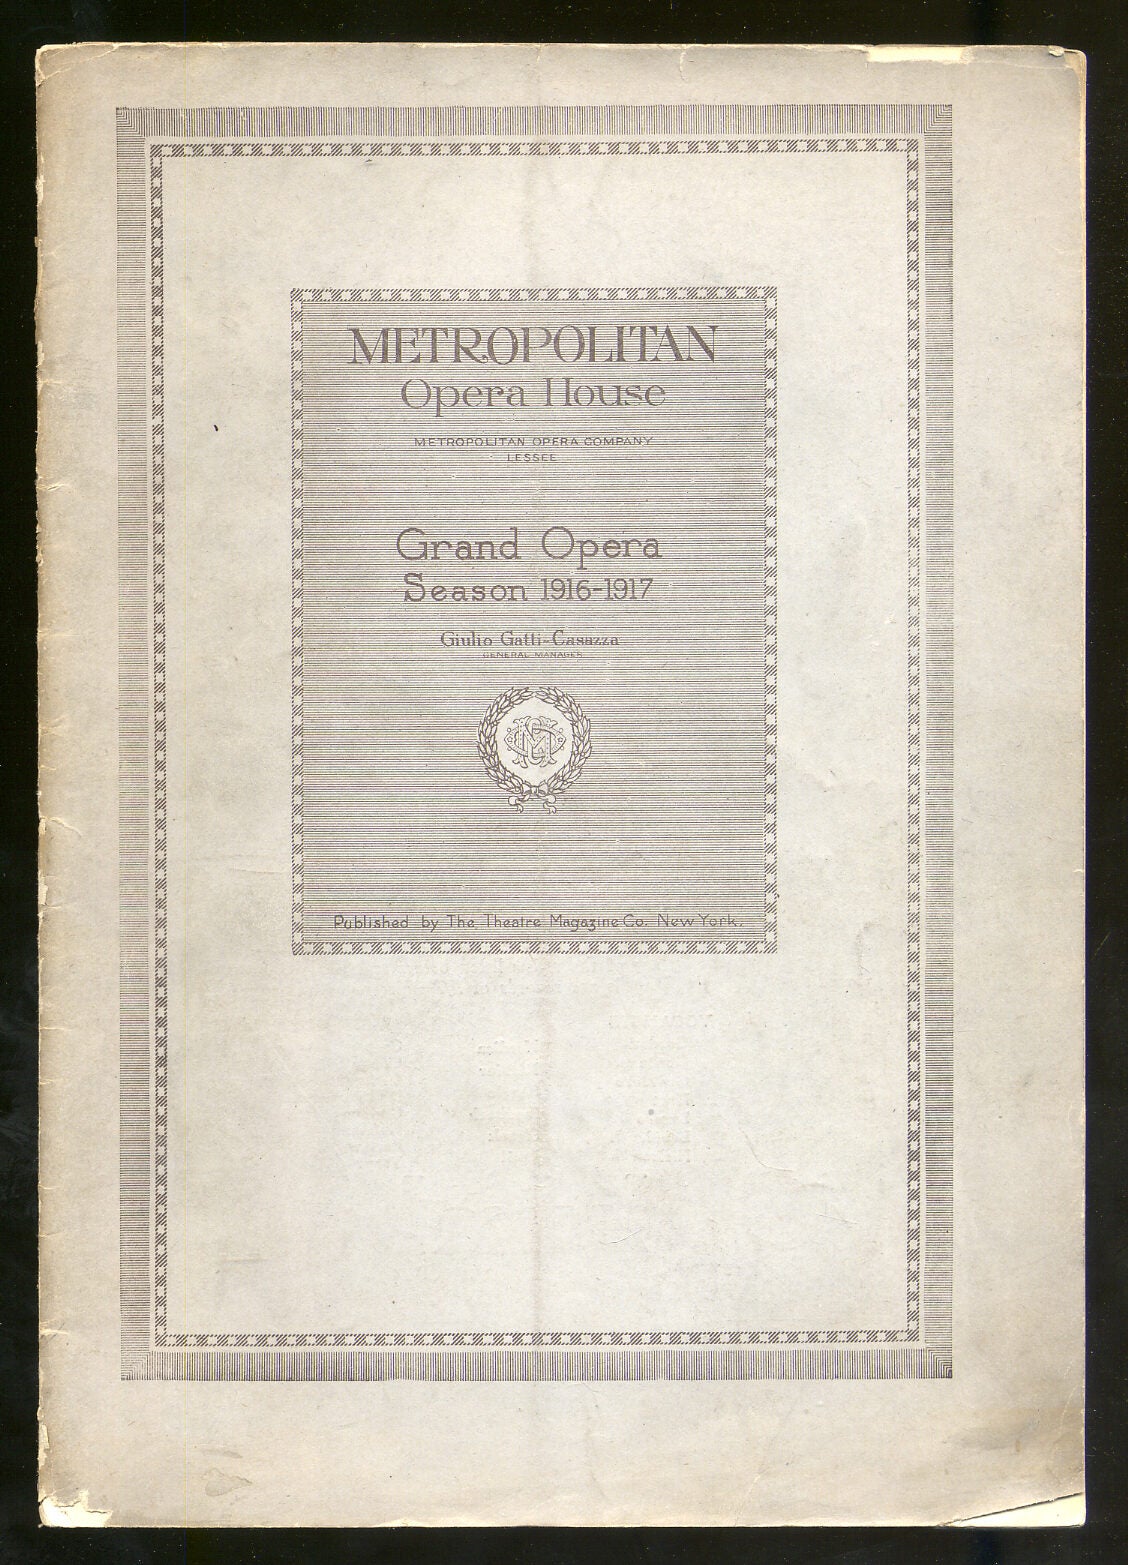 METROPOLITAN
Opera House
METROPOLITAN OPERA COMPANY
LESSEE
Grand Opera
Season 1916-1917
Giulio Gatti-Casazza
GENERAL MANAGER
Published by The Theatre Magazine Co. New York.